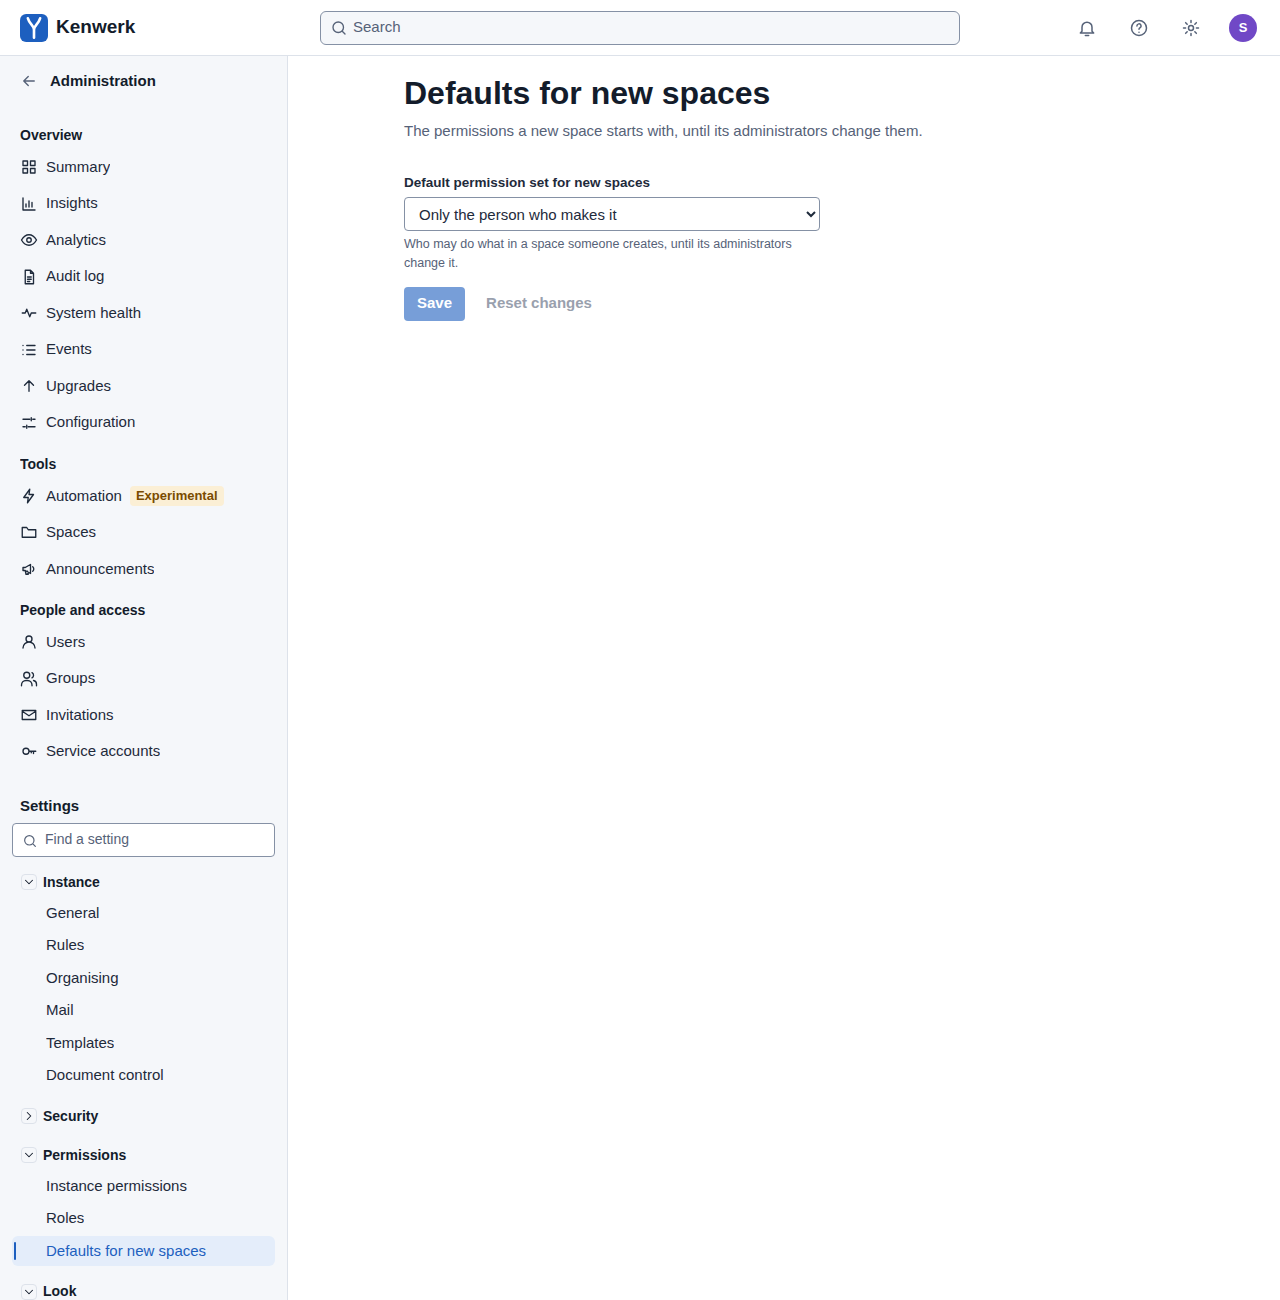 Kenwerk
Search
S
Administration
Overview
Summary
Insights
Analytics
Audit log
System health
Events
Upgrades
Configuration
Tools
Automation Experimental
Spaces
Announcements
People and access
Users
Groups
Invitations
Service accounts
Settings
Find a setting
Instance
General
Rules
Organising
Mail
Templates
Document control
Security
Permissions
Instance permissions
Roles
Defaults for new spaces
Look
Defaults for new spaces
The permissions a new space starts with, until its administrators change them.
Default permission set for new spaces
Only the person who makes it
Who may do what in a space someone creates, until its administrators
change it.
Save Reset changes